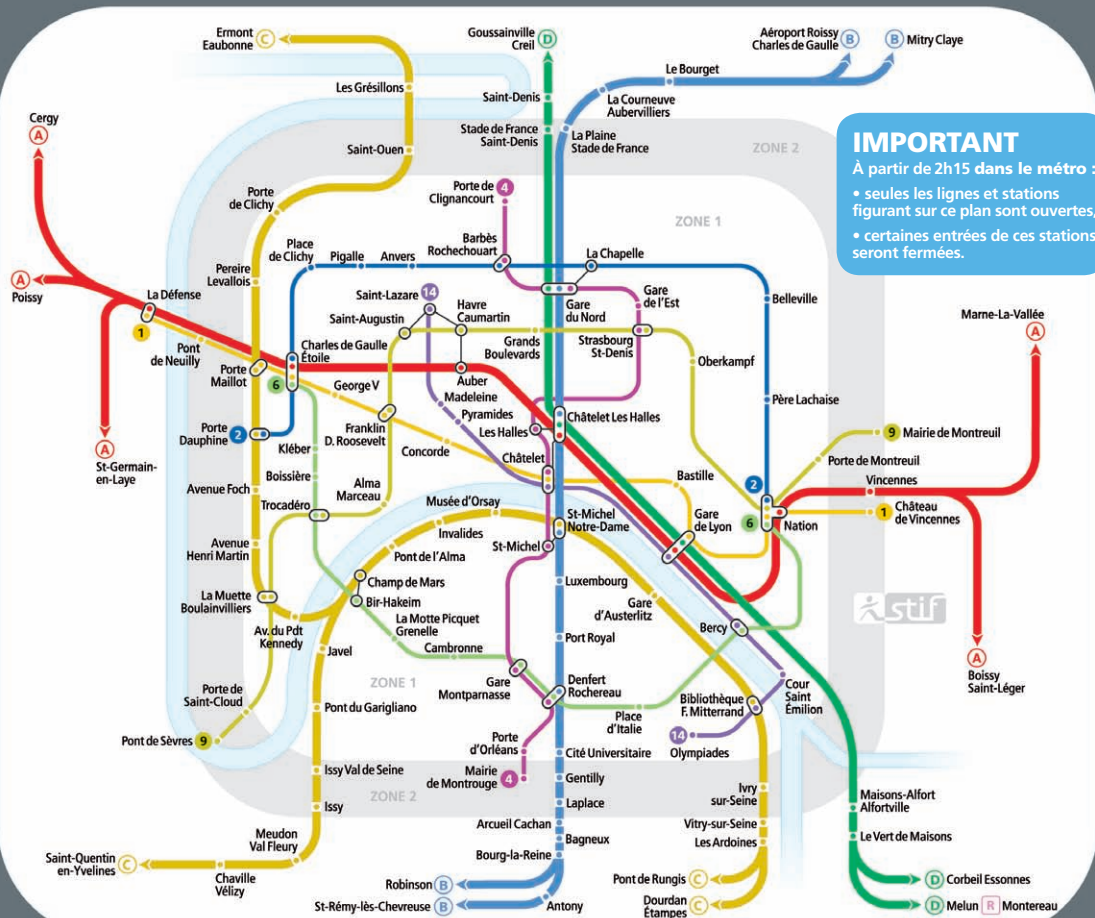 Ermont
Eaubonne
C
Goussainville
Creil
D
Aéroport Roissy
Charles de Gaulle
B
B
Mitry Claye
Le Bourget
Les Grésillons
Saint-Denis
La Courneuve
Aubervilliers
Cergy
A
Stade de France
Saint-Denis
La Plaine
Stade de France
ZONE 2
IMPORTANT
À partir de 2h15 dans le métro :
• seules les lignes et stations
figurant sur ce plan sont ouvertes,
• certaines entrées de ces stations
seront fermées.
Saint-Ouen
Porte
de Clichy
Porte de
Clignancourt
4
ZONE 1
Place
de Clichy
Pigalle
Anvers
Barbès
Rochechouart
La Chapelle
Pereire
Levallois
A
Poissy
La Défense
Saint-Lazare
14
Havre
Caumartin
Gare
du Nord
Gare
de l'Est
Belleville
Saint-Augustin
Marne-La-Vallée
A
1
Pont
de Neuilly
Charles de Gaulle
Étoile
Grands
Boulevards
Strasbourg
St-Denis
Oberkampf
Porte
Maillot
6
George V
Auber
Madeleine
Père Lachaise
Porte
Dauphine
2
Pyramides
Châtelet Les Halles
Les Halles
Franklin
D. Roosevelt
9
Mairie de Montreuil
Kléber
Concorde
Châtelet
Porte de Montreuil
A
St-Germain-
en-Laye
Boissière
Bastille
Vincennes
Avenue Foch
Alma
Marceau
2
Trocadéro
Musée d'Orsay
St-Michel
Notre-Dame
Gare
de Lyon
6
Nation
1
Château
de Vincennes
Invalides
Avenue
Henri Martin
Pont de l'Alma
St-Michel
Champ de Mars
Luxembourg
La Muette
Boulainvilliers
Bir-Hakeim
Gare
d'Austerlitz
stif
Av. du Pdt
Kennedy
La Motte Picquet
Grenelle
Port Royal
Bercy
Javel
Cambronne
A
Boissy
Saint-Léger
ZONE 1
Gare
Montparnasse
Denfert
Rochereau
Cour
Saint
Émilion
Porte de
Saint-Cloud
Pont du Garigliano
Bibliothèque
F. Mitterrand
Place
d'Italie
Pont de Sèvres
9
Porte
d'Orléans
Cité Universitaire
14
Olympiades
Issy Val de Seine
Mairie
de Montrouge
4
Gentilly
ZONE 2
Ivry
sur-Seine
Maisons-Alfort
Alfortville
Issy
Laplace
Arcueil Cachan
Vitry-sur-Seine
Meudon
Val Fleury
Bagneux
Les Ardoines
Le Vert de Maisons
Bourg-la-Reine
Saint-Quentin
en-Yvelines
C
Chaville
Vélizy
Robinson
B
Pont de Rungis
C
D
Corbeil Essonnes
St-Rémy-lès-Chevreuse
B
Antony
Dourdan
Étampes
C
D
Melun
R
Montereau